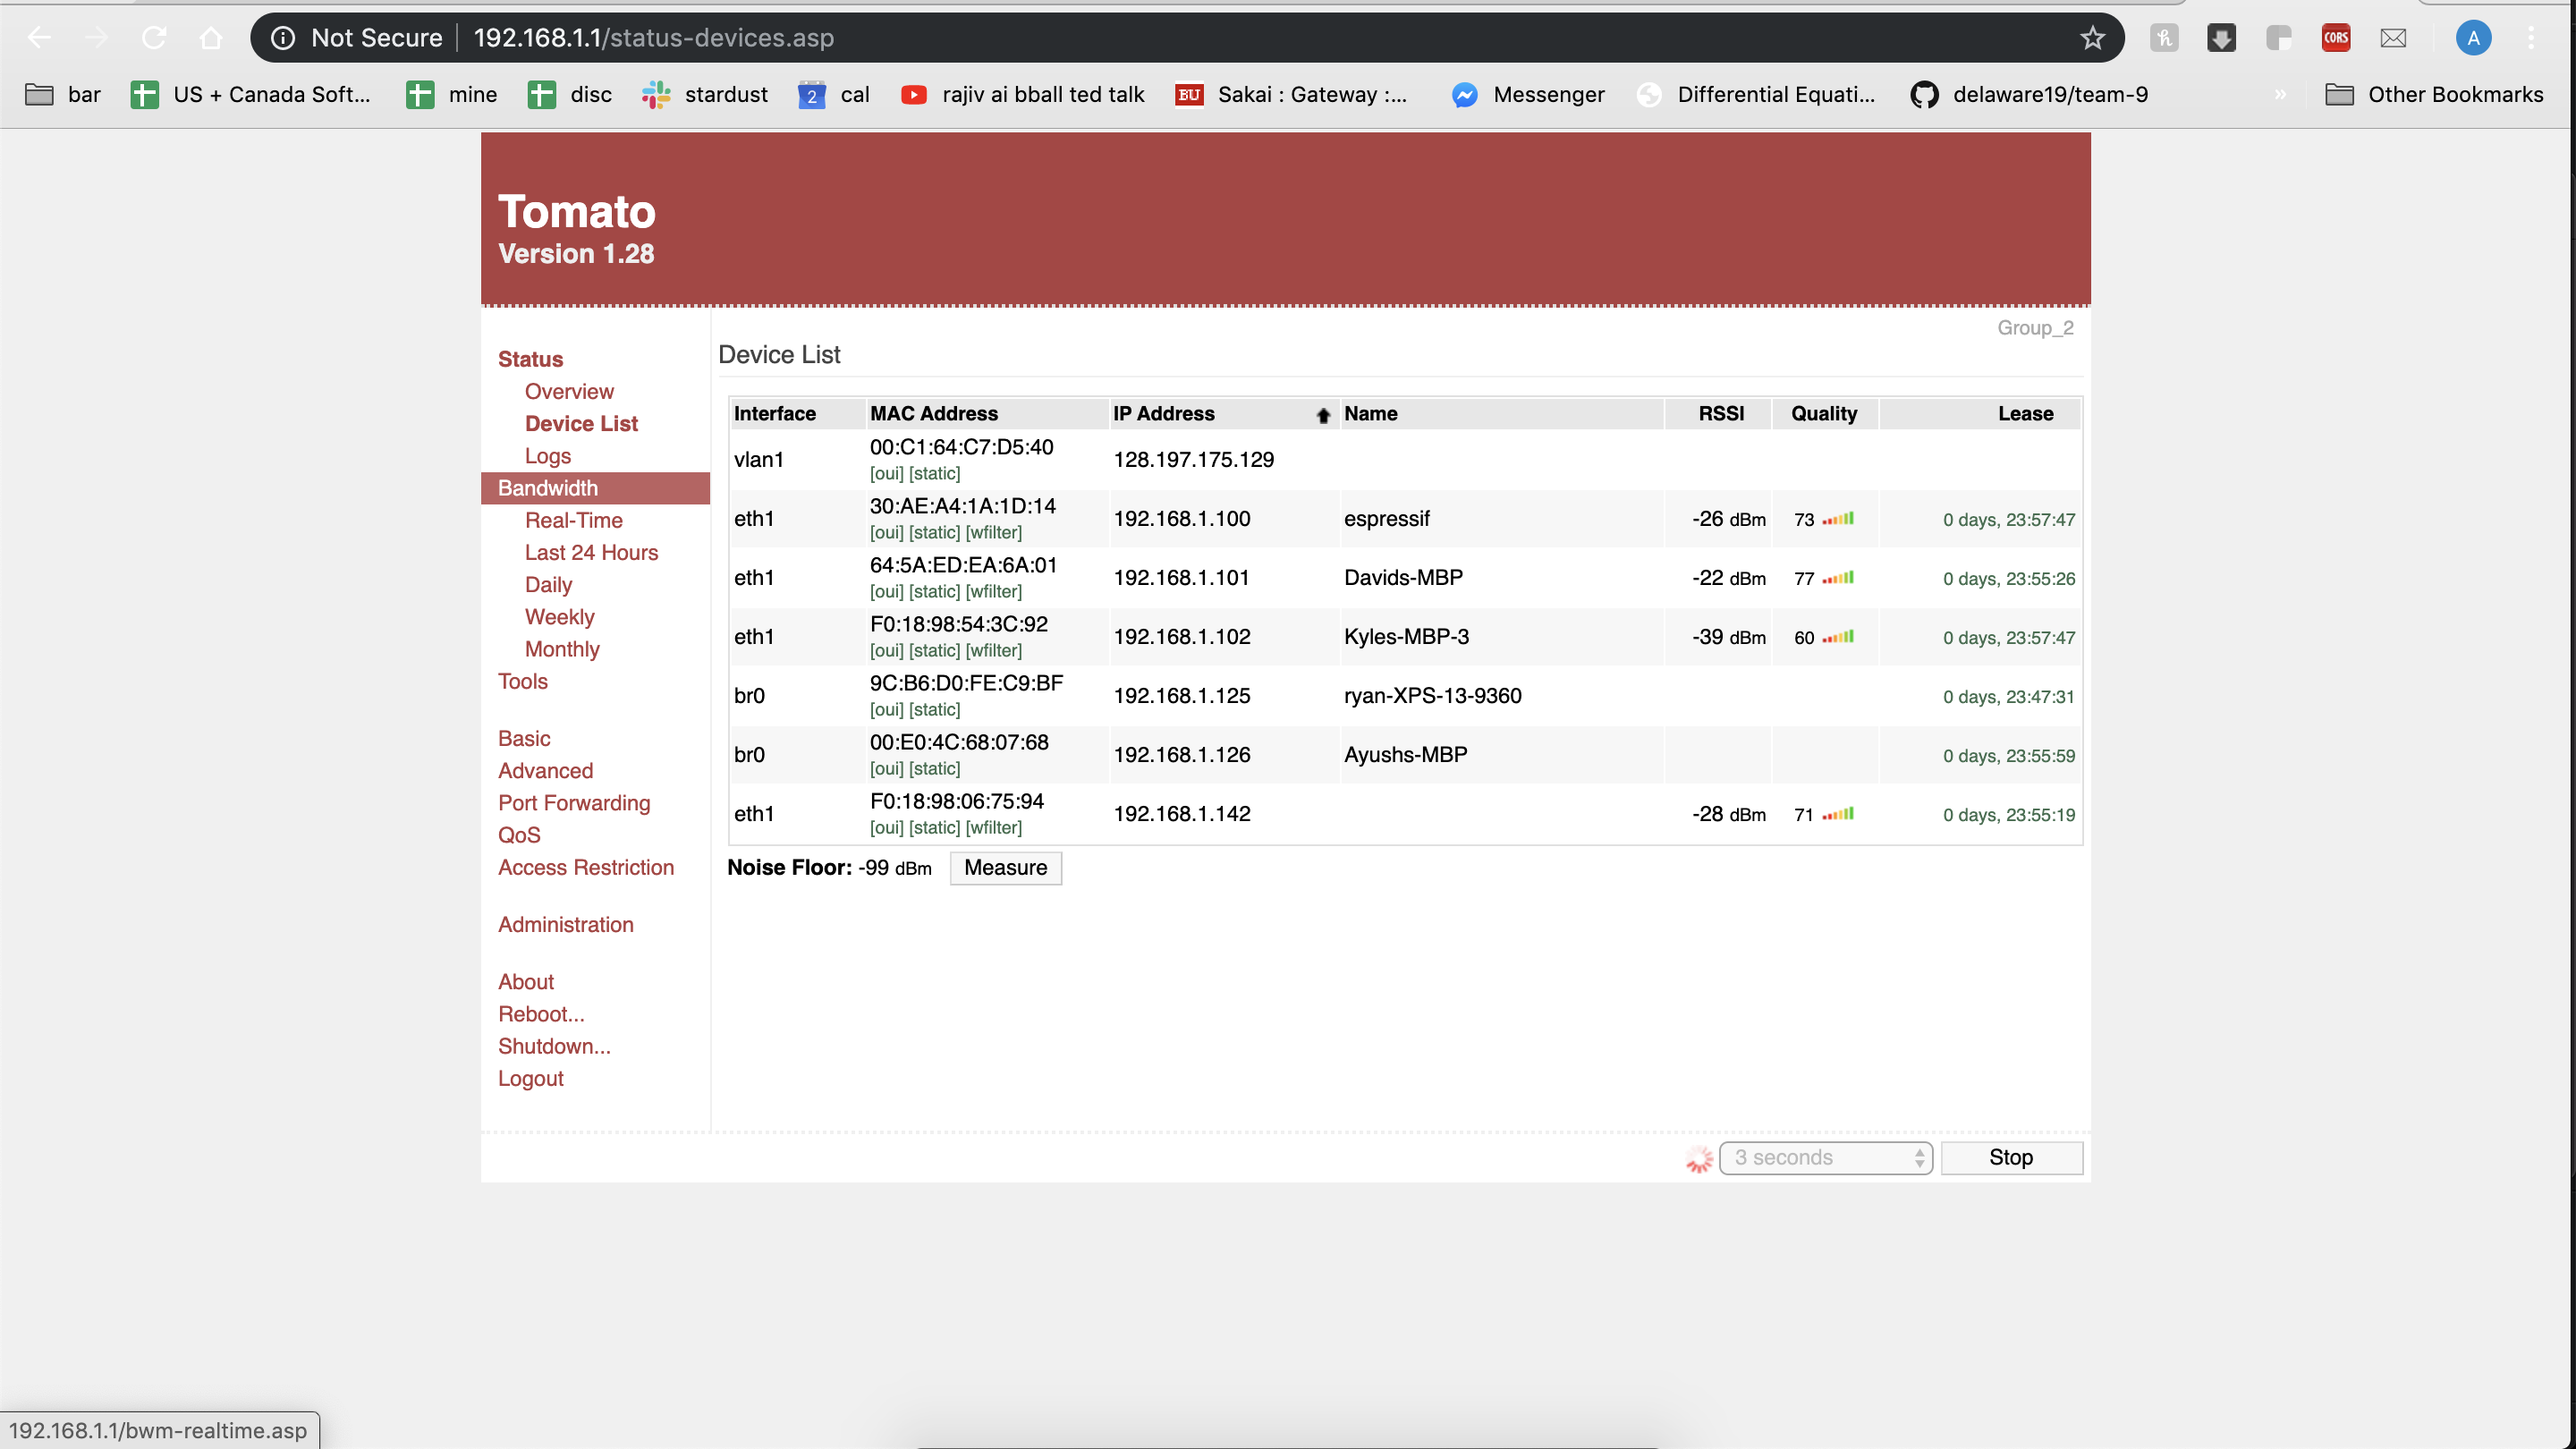 Not Secure | 192.168.1.1/status-devices.asp
CORS
A
bar US + Canada Soft... mine disc stardust 2 cal rajiv ai bball ted talk BU Sakai : Gateway :... Messenger Differential Equati... delaware19/team-9 » Other Bookmarks
Tomato
Version 1.28
Group_2
Status
Overview
Device List
Logs
Bandwidth
Real-Time
Last 24 Hours
Daily
Weekly
Monthly
Tools
Basic
Advanced
Port Forwarding
QoS
Access Restriction
Administration
About
Reboot...
Shutdown...
Logout
Device List
Interface MAC Address IP Address Name RSSI Quality Lease
vlan1 00:C1:64:C7:D5:40 128.197.175.129
[oui] [static]
eth1 30:AE:A4:1A:1D:14 192.168.1.100 espressif -26 dBm 73 0 days, 23:57:47
[oui] [static] [wfilter]
eth1 64:5A:ED:EA:6A:01 192.168.1.101 Davids-MBP -22 dBm 77 0 days, 23:55:26
[oui] [static] [wfilter]
eth1 F0:18:98:54:3C:92 192.168.1.102 Kyles-MBP-3 -39 dBm 60 0 days, 23:57:47
[oui] [static] [wfilter]
br0 9C:B6:D0:FE:C9:BF 192.168.1.125 ryan-XPS-13-9360 0 days, 23:47:31
[oui] [static]
br0 00:E0:4C:68:07:68 192.168.1.126 Ayushs-MBP 0 days, 23:55:59
[oui] [static]
eth1 F0:18:98:06:75:94 192.168.1.142 -28 dBm 71 0 days, 23:55:19
[oui] [static] [wfilter]
Noise Floor: -99 dBm Measure
3 seconds Stop
192.168.1.1/bwm-realtime.asp